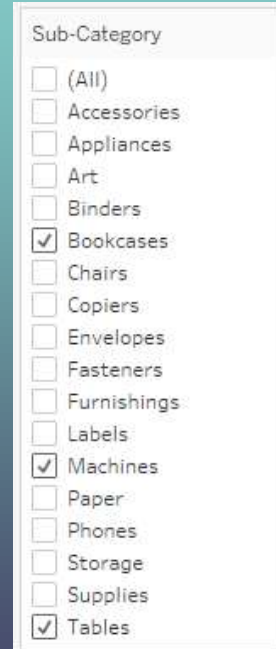 Sub-Category
(All)
Accessories
Appliances
Art
Binders
Bookcases
Chairs
Copiers
Envelopes
Fasteners
Furnishings
Labels
Machines
Paper
Phones
Storage
Supplies
Tables